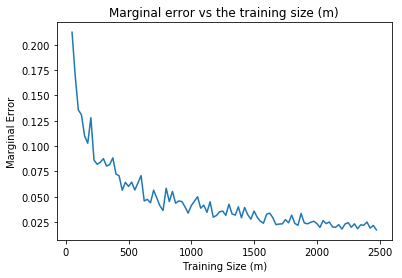 Marginal error vs the training size (m)
0.200
0.175
0.150
0.125
0.100
0.075
0.050
0.025
Marginal Error
0 500 1000 1500 2000 2500
Training Size (m)